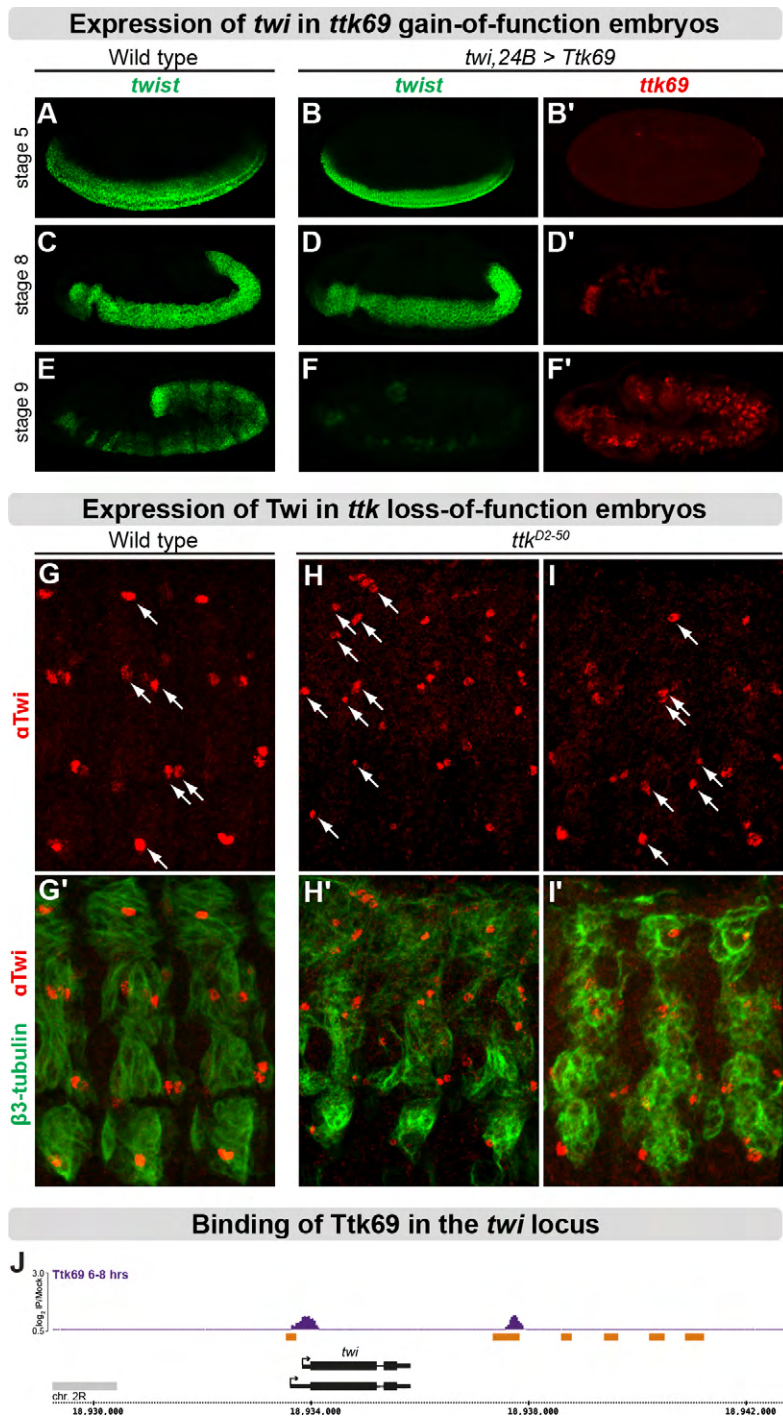 Expression of twi in ttk69 gain-of-function embryos
Wild type
twi,24B > Ttk69
twist
twist
ttk69
stage 5
A
B
B'
stage 8
C
D
D'
stage 9
E
F
F'
Expression of Twi in ttk loss-of-function embryos
Wild type
ttkD2-50
αTwi
G
H
I
β3-tubulin αTwi
G'
H'
I'
Binding of Ttk69 in the twi locus
J
Ttk69 6-8 hrs
3.0
log2 IP/Mock
0.5
twi
chr. 2R
18.930,000
18.934,000
18.938,000
18.942,000